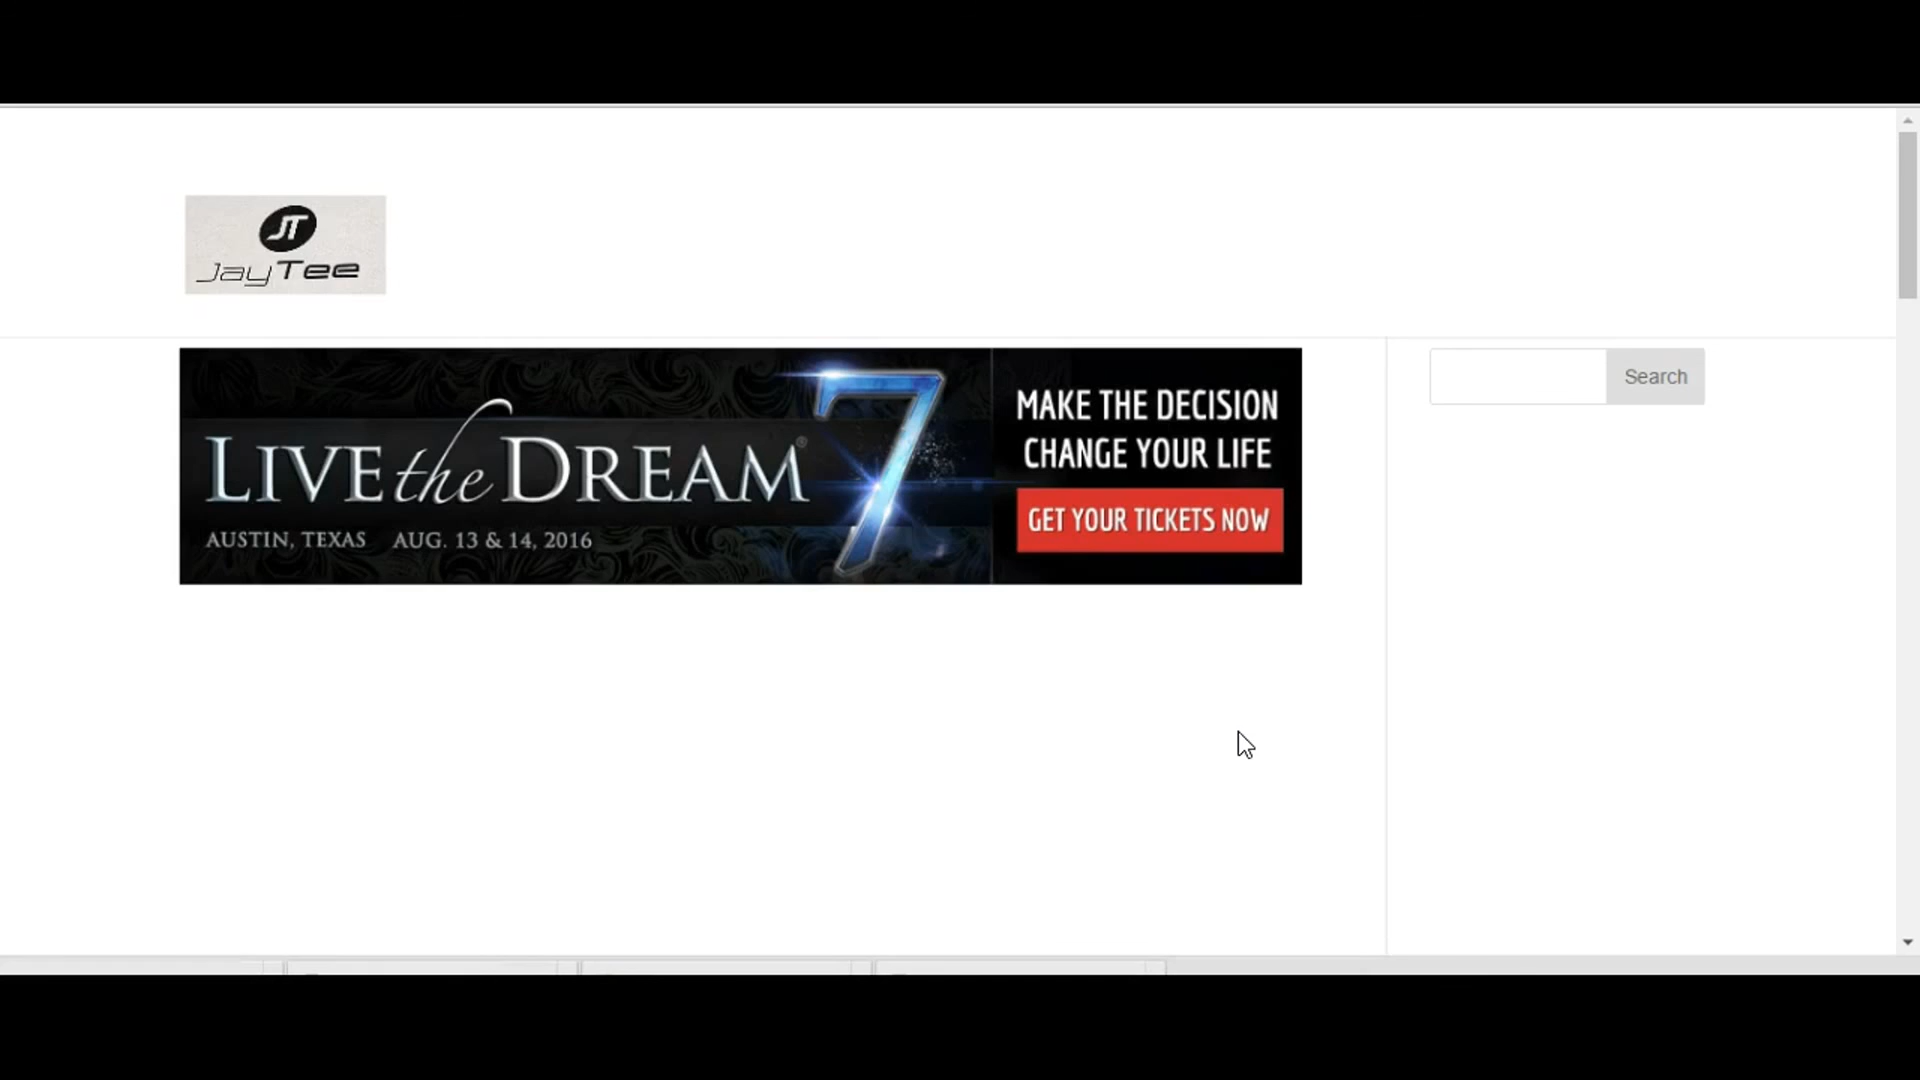 JT
JayTee
LIVE the DREAM® 7
AUSTIN, TEXAS AUG. 13 & 14, 2016
MAKE THE DECISION
CHANGE YOUR LIFE
GET YOUR TICKETS NOW
Search